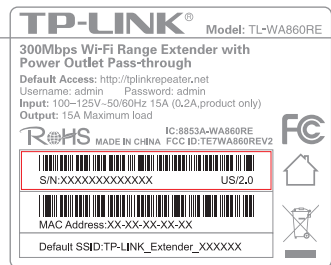 TP-LINK® Model: TL-WA860RE
300Mbps Wi-Fi Range Extender with
Power Outlet Pass-through
Default Access: http://tplinkrepeater.net
Username: admin Password: admin
Input: 100–125V~50/60Hz 15A (0.2A,product only)
Output: 15A Maximum load
RoHS MADE IN CHINA IC:8853A-WA860RE
FCC ID:TE7WA860REV2
FC
S/N:XXXXXXXXXXXXX US/2.0
MAC Address:XX-XX-XX-XX-XX
Default SSID:TP-LINK_Extender_XXXXXX